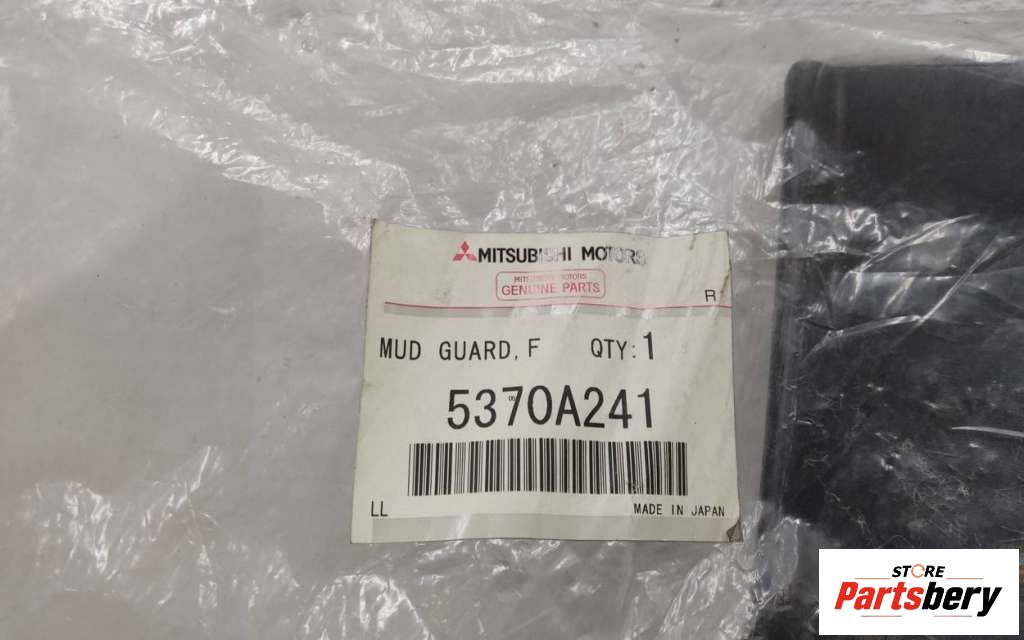 MITSUBISHI MOTORS
MITSUBISHI MOTORS
GENUINE PARTS
R
MUD GUARD, F QTY:1
5370A241
LL
MADE IN JAPAN
STORE
Partsbery